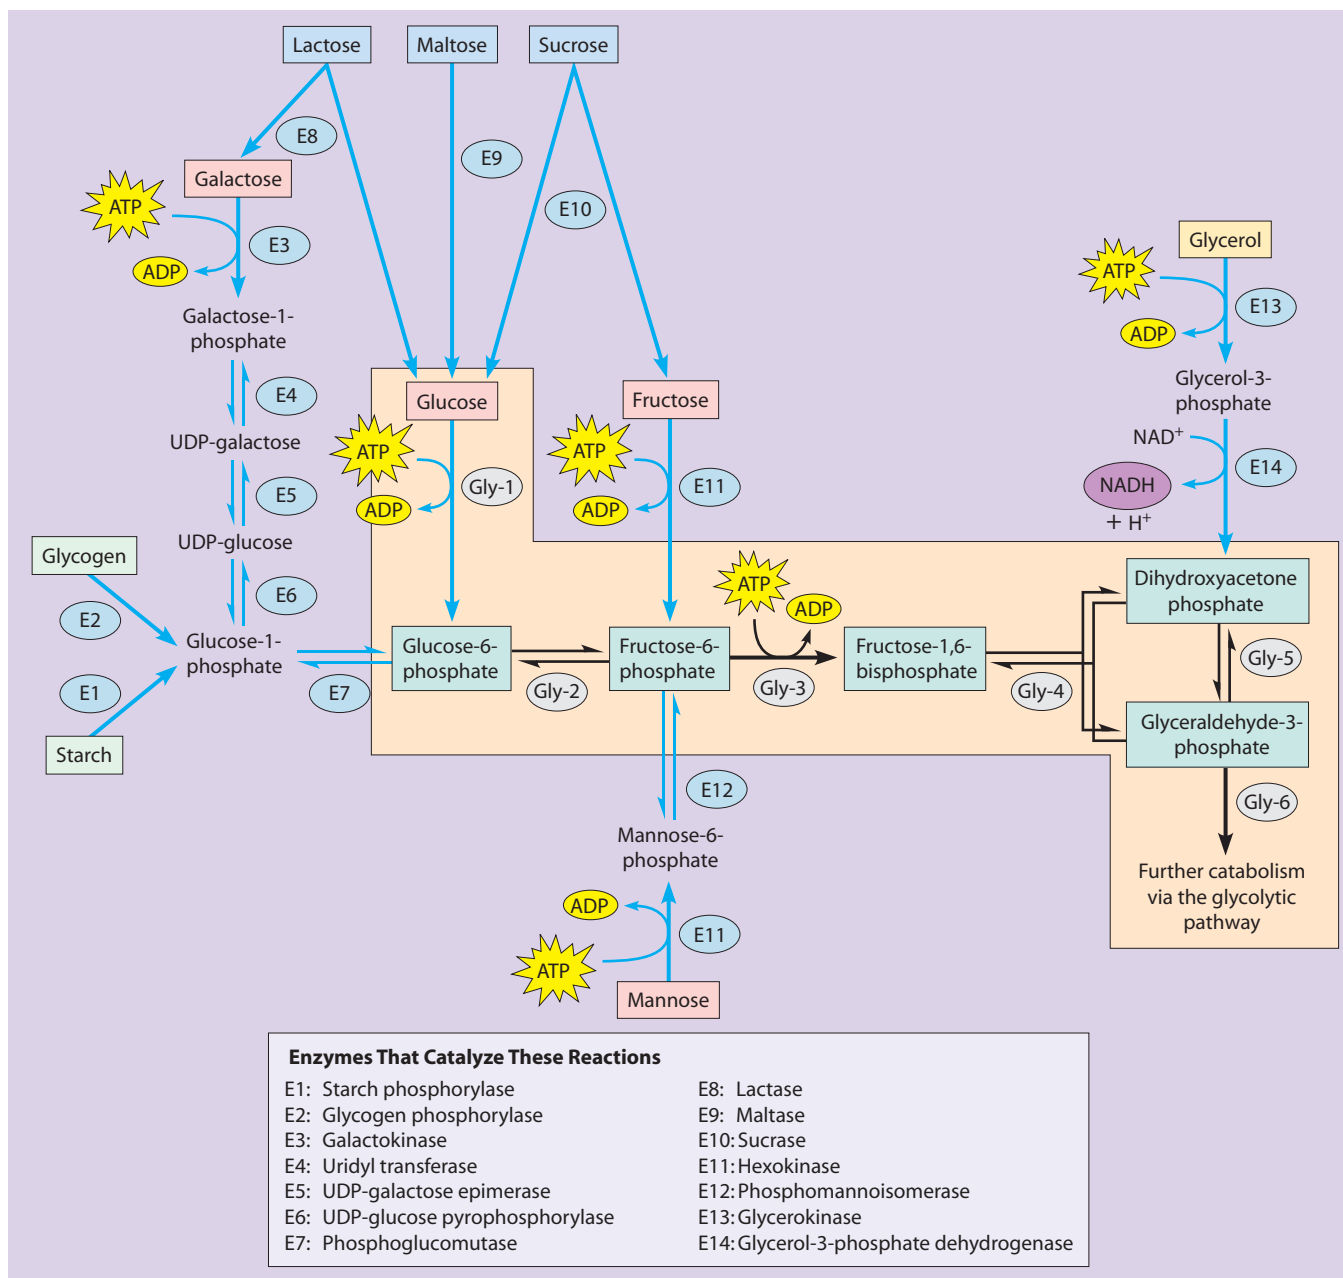 Lactose
Maltose
Sucrose
E8
E9
Galactose
ATP
E10
E3
ADP
Glycerol
ATP
E13
ADP
Galactose-1-
phosphate
Glycerol-3-
phosphate
E4
Glucose
Fructose
UDP-galactose
ATP
ATP
NAD+
E14
E5
Gly-1
E11
NADH
ADP
ADP
+ H+
UDP-glucose
Glycogen
E6
ATP
ADP
Dihydroxyacetone
phosphate
E2
Glucose-1-
phosphate
Glucose-6-
phosphate
Fructose-6-
phosphate
Fructose-1,6-
bisphosphate
Gly-5
E1
E7
Gly-2
Gly-3
Gly-4
Starch
Glyceraldehyde-3-
phosphate
E12
Gly-6
Mannose-6-
phosphate
Further catabolism
via the glycolytic
pathway
ADP
E11
ATP
Mannose
Enzymes That Catalyze These Reactions
E1: Starch phosphorylase
E2: Glycogen phosphorylase
E3: Galactokinase
E4: Uridyl transferase
E5: UDP-galactose epimerase
E6: UDP-glucose pyrophosphorylase
E7: Phosphoglucomutase
E8: Lactase
E9: Maltase
E10: Sucrase
E11: Hexokinase
E12: Phosphomannoisomerase
E13: Glycerokinase
E14: Glycerol-3-phosphate dehydrogenase